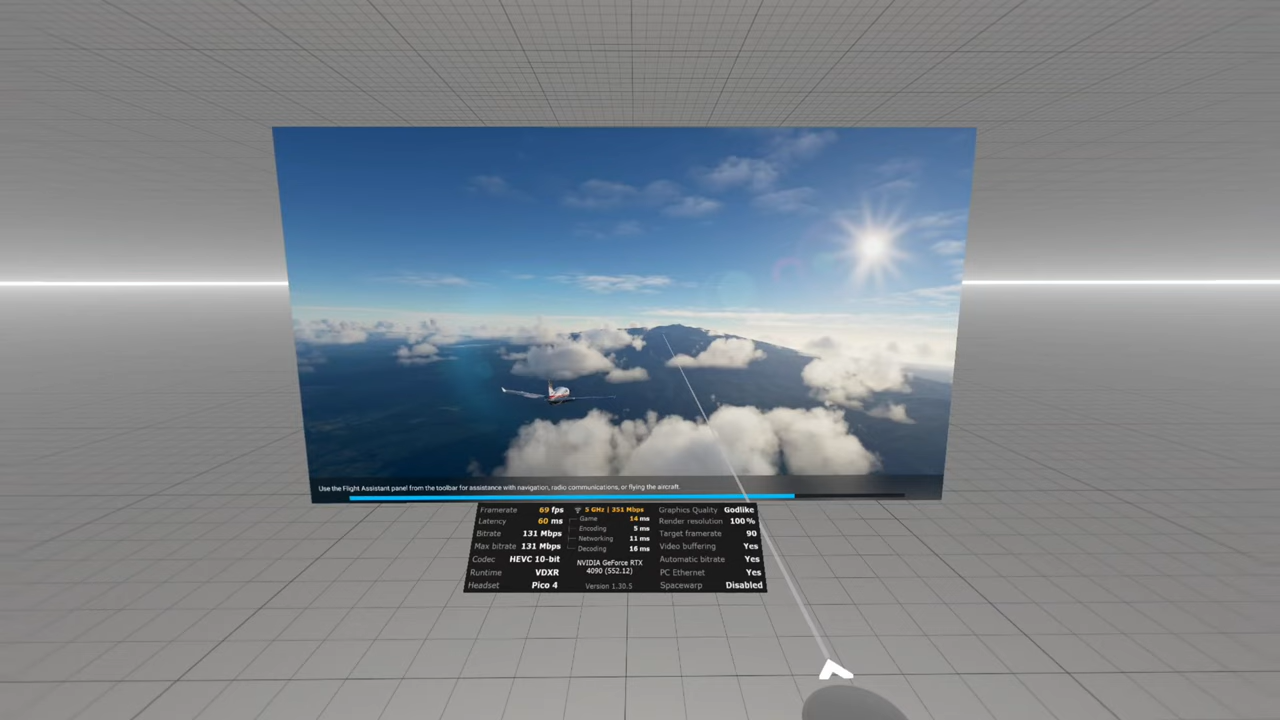 Use the Flight Assistant panel from the toolbar for assistance with navigation, radio communications, or flying the aircraft.
Framerate 69 fps
Latency 60 ms
Bitrate 131 Mbps
Max bitrate 131 Mbps
Codec HEVC 10-bit
Runtime VDXR
Headset Pico 4
5 GHz | 351 Mbps
Game 14 ms
Encoding 5 ms
Networking 11 ms
Decoding 16 ms
NVIDIA GeForce RTX
4090 (552.12)
Version 1.30.5
Graphics Quality Godlike
Render resolution 100%
Target framerate 90
Video buffering Yes
Automatic bitrate Yes
PC Ethernet Yes
Spacewarp Disabled